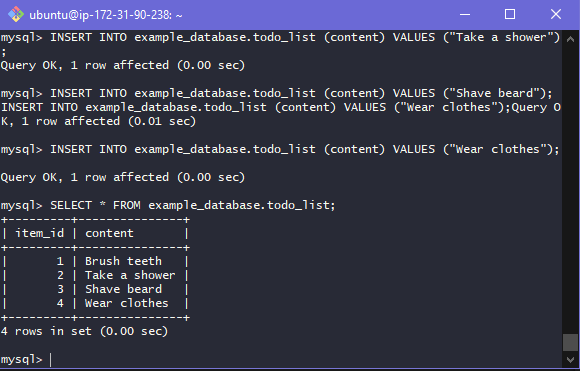 ubuntu@ip-172-31-90-238: ~
mysql> INSERT INTO example_database.todo_list (content) VALUES ("Take a shower")
;
Query OK, 1 row affected (0.00 sec)
mysql> INSERT INTO example_database.todo_list (content) VALUES ("Shave beard");
INSERT INTO example_database.todo_list (content) VALUES ("Wear clothes");Query O
K, 1 row affected (0.01 sec)
mysql> INSERT INTO example_database.todo_list (content) VALUES ("Wear clothes");
Query OK, 1 row affected (0.00 sec)
mysql> SELECT * FROM example_database.todo_list;
+---------+---------------+
| item_id | content       |
+---------+---------------+
|       1 | Brush teeth   |
|       2 | Take a shower |
|       3 | Shave beard   |
|       4 | Wear clothes  |
+---------+---------------+
4 rows in set (0.00 sec)
mysql> |